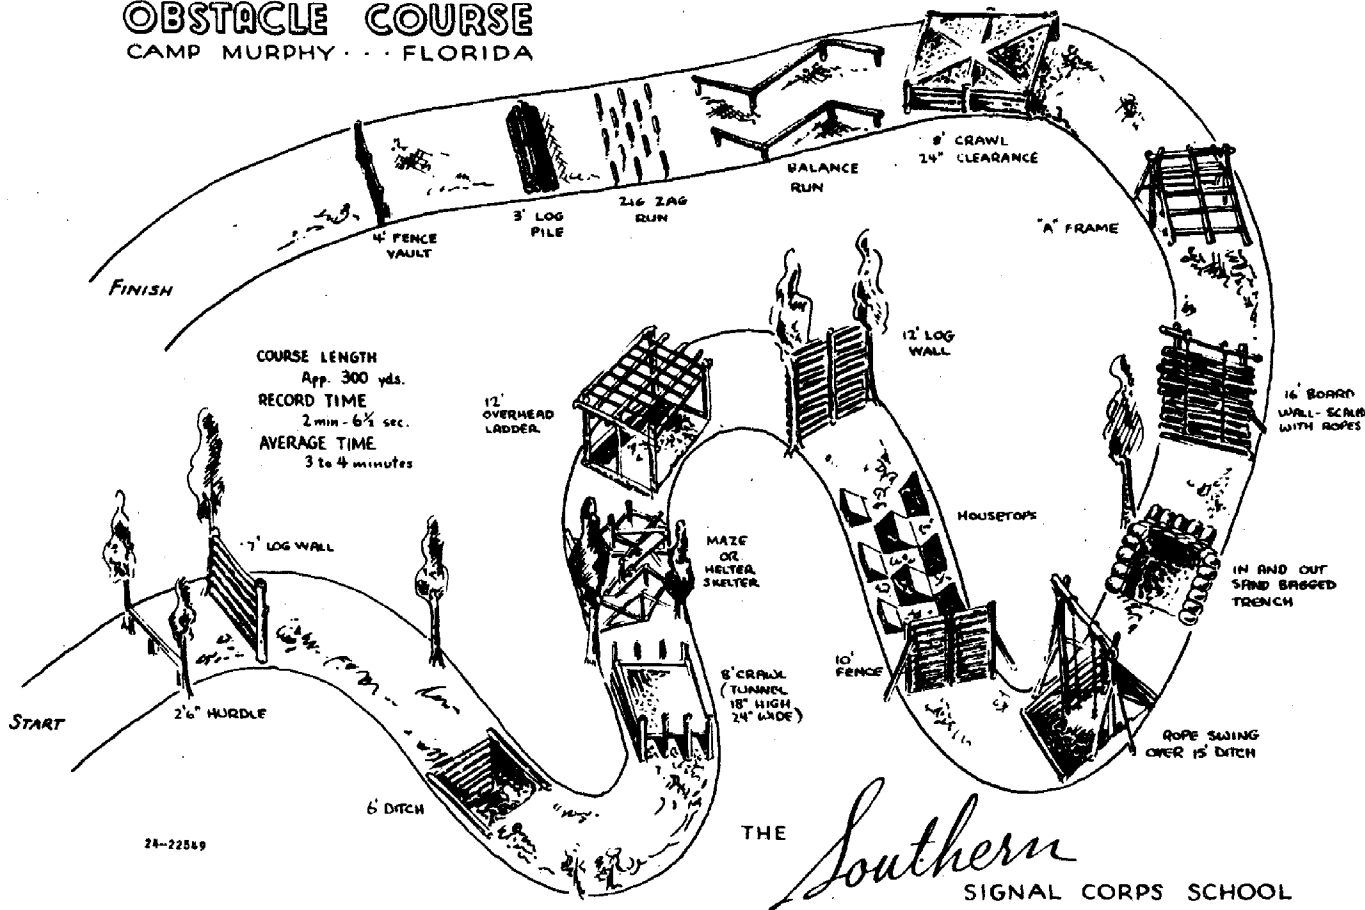 OBSTACLE COURSE
CAMP MURPHY · · · FLORIDA
8' CRAWL
24" CLEARANCE
BALANCE
RUN
ZIG ZAG
RUN
3' LOG
PILE
4' FENCE
VAULT
"A" FRAME
FINISH
COURSE LENGTH
App. 300 yds.
RECORD TIME
2 min - 6½ sec.
AVERAGE TIME
3 to 4 minutes
12'
OVERHEAD
LADDER
12' LOG
WALL
16' BOARD
WALL - SCALED
WITH ROPES
HOUSETOPS
7' LOG WALL
MAZE
OR
HELTER
SKELTER
IN AND OUT
SAND BAGGED
TRENCH
10'
FENCE
8' CRAWL
(TUNNEL
18" HIGH
24" WIDE)
START
2'6" HURDLE
ROPE SWING
OVER 15' DITCH
6' DITCH
24-22349
THE Southern
SIGNAL CORPS SCHOOL